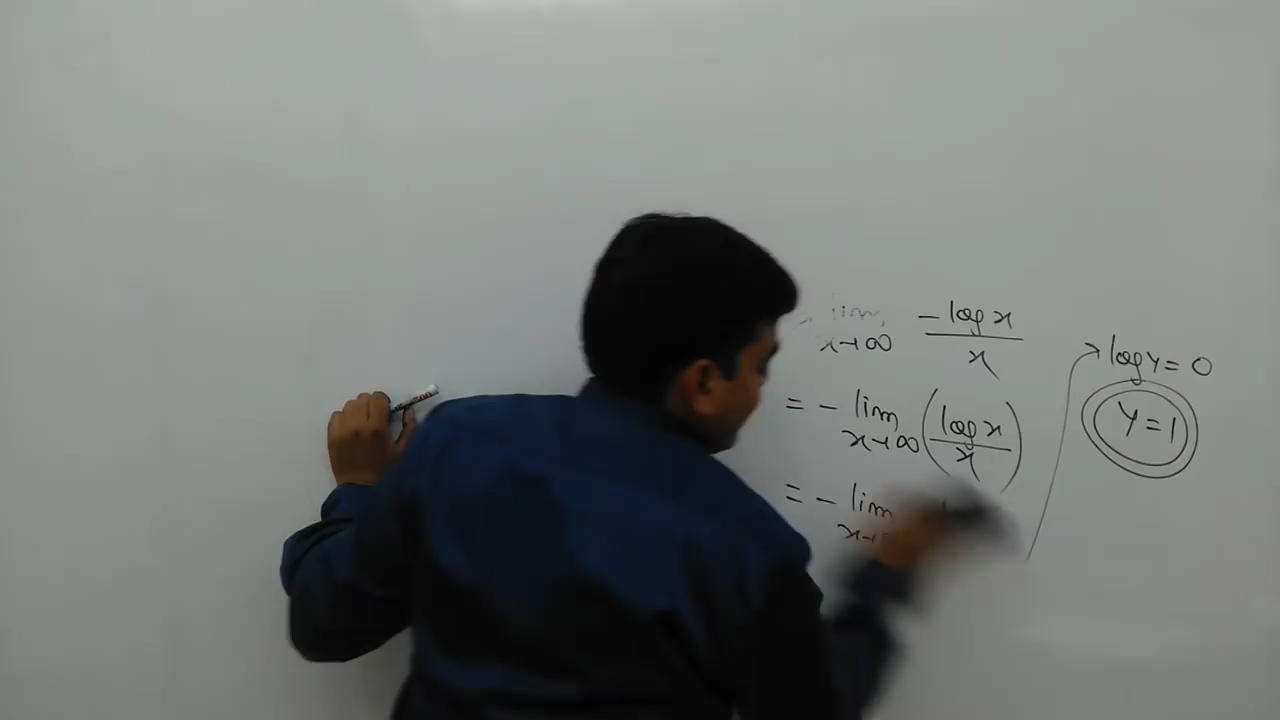 lim -log x
x→∞ x
= - lim (log x / x)
x→∞
= - lim
x→
log y = 0
y = 1